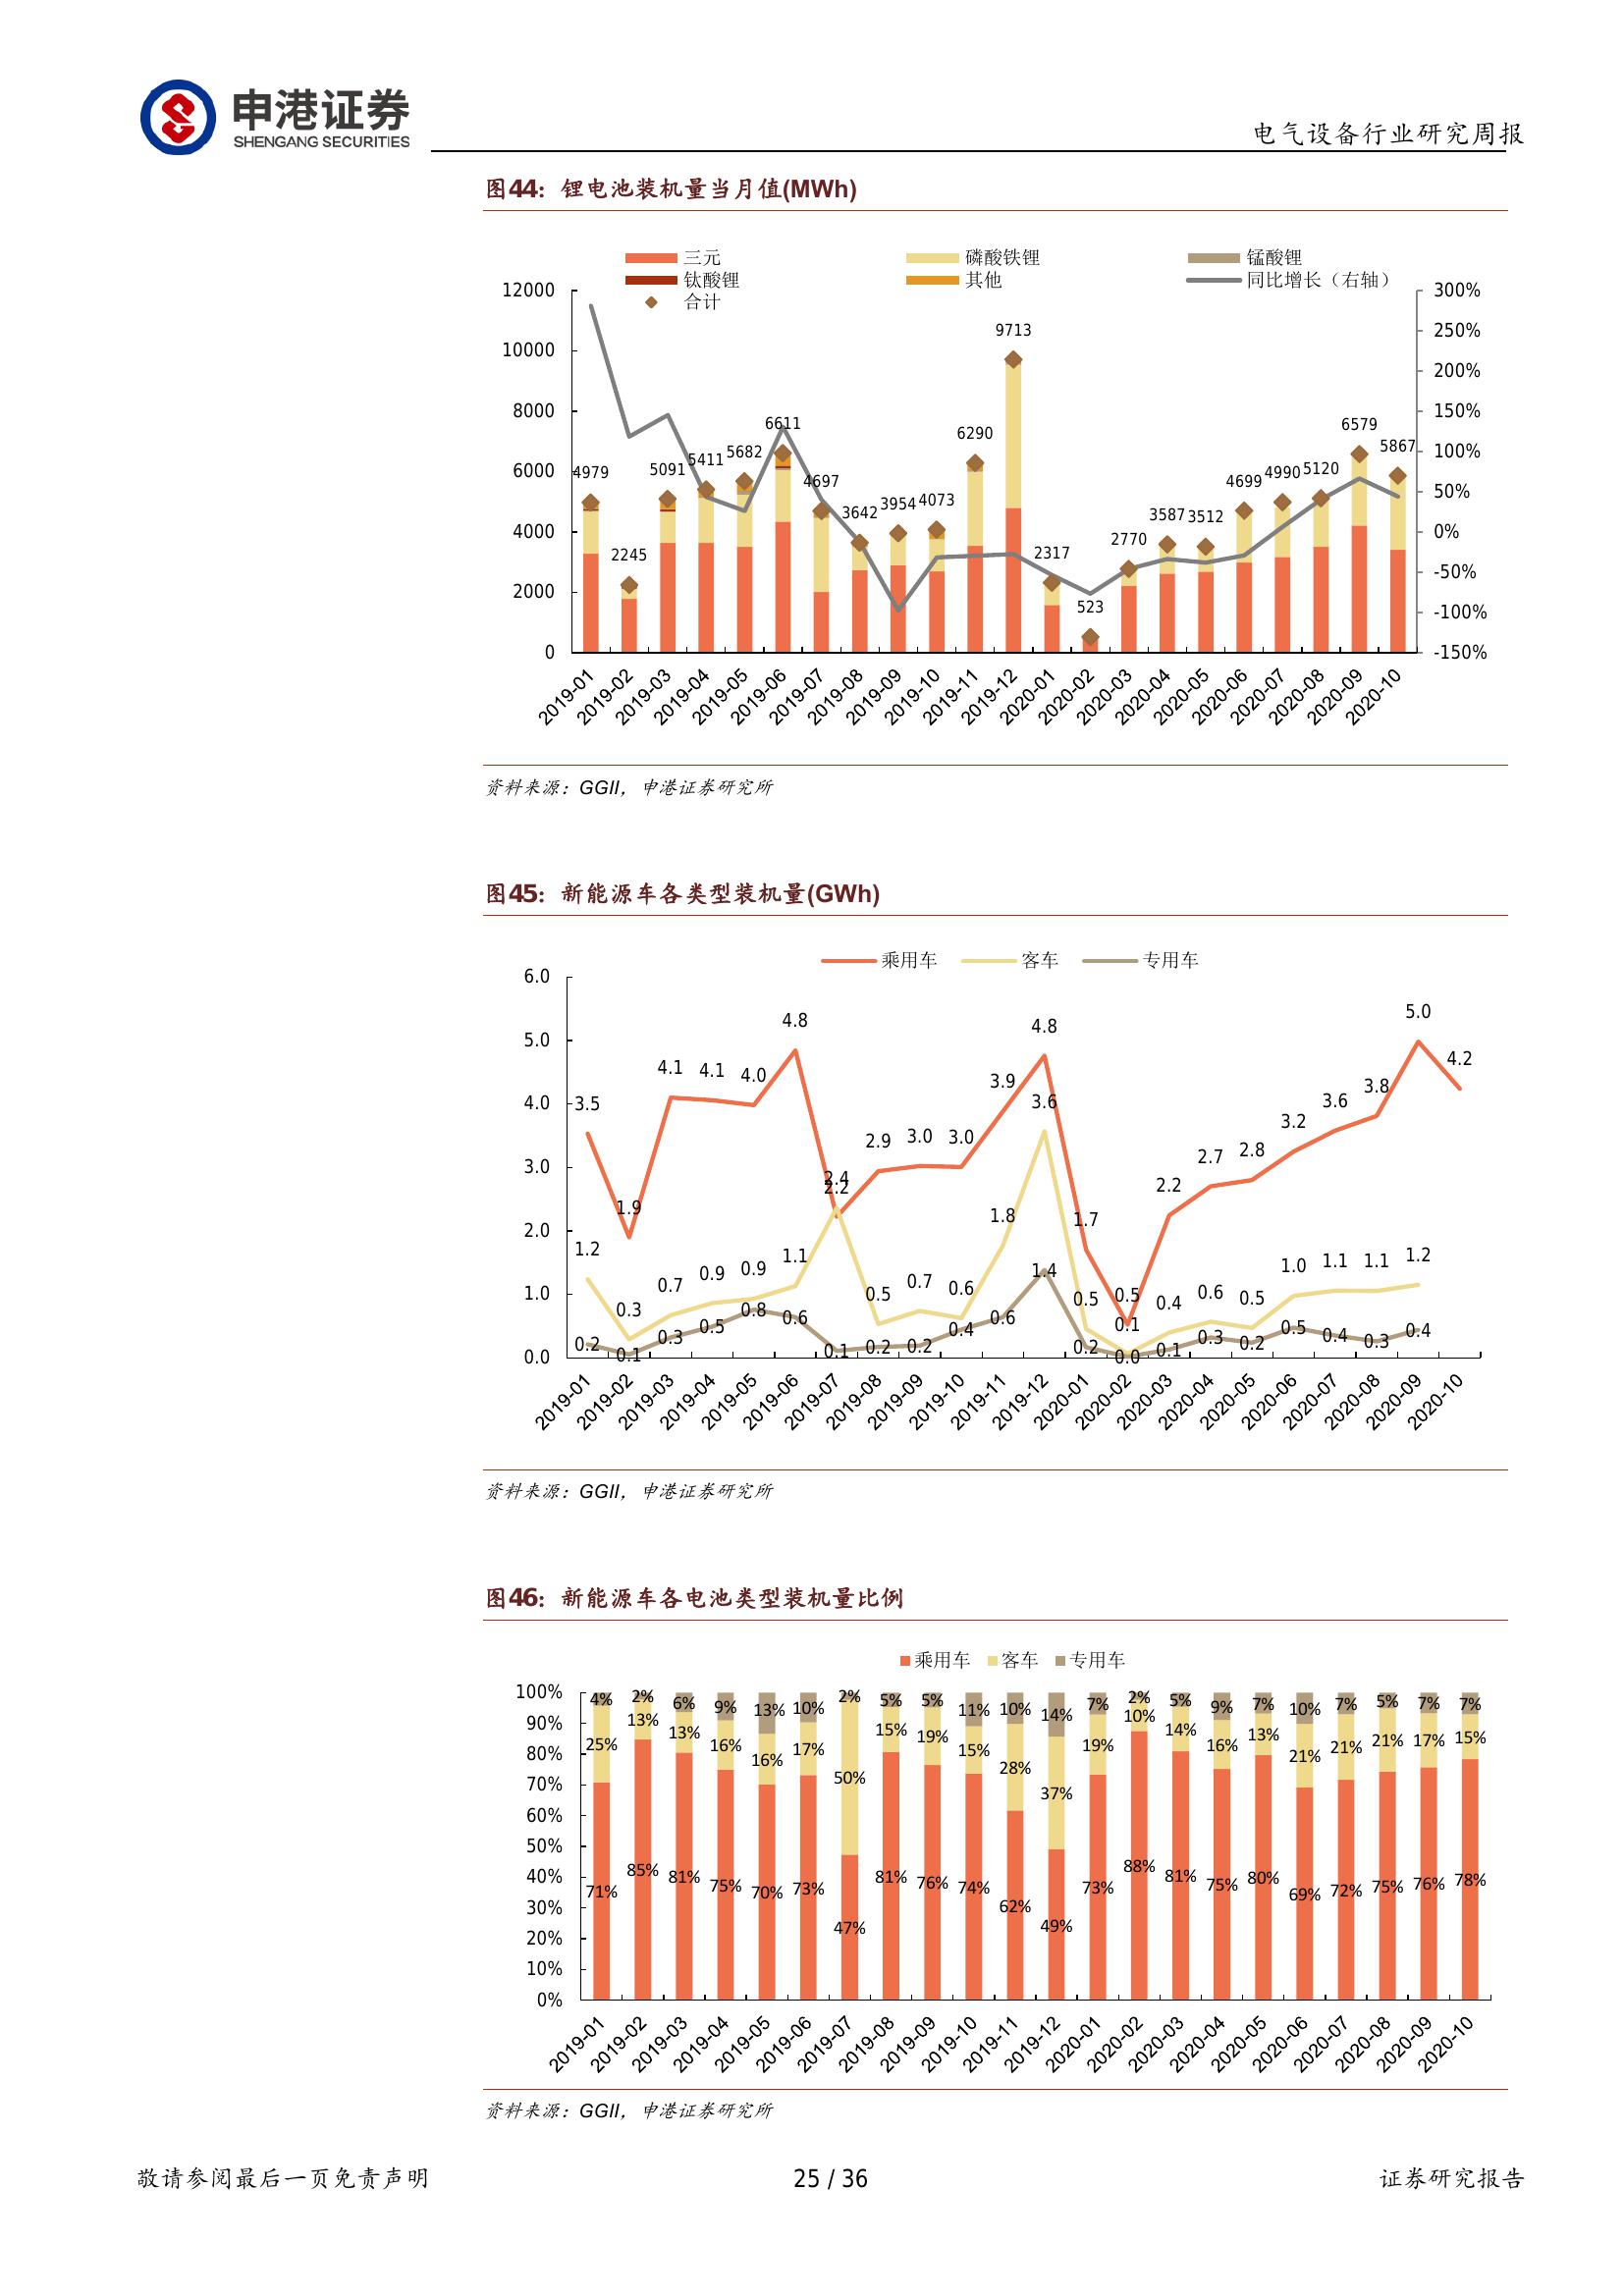 申港证券
SHENGANG SECURITIES
电气设备行业研究周报
图44：锂电池装机量当月值(MWh)
三元 磷酸铁锂 锰酸锂
钛酸锂 其他 同比增长（右轴）
合计
12000 10000 8000 6000 4000 2000 0
300% 250% 200% 150% 100% 50% 0% -50% -100% -150%
4979 2245 5091 5411 5682 6611 4697 3642 3954 4073 6290 9713 2317 523 2770 3587 3512 4699 4990 5120 6579 5867
2019-01 2019-02 2019-03 2019-04 2019-05 2019-06 2019-07 2019-08 2019-09 2019-10 2019-11 2019-12 2020-01 2020-02 2020-03 2020-04 2020-05 2020-06 2020-07 2020-08 2020-09 2020-10
资料来源：GGII，申港证券研究所
图45：新能源车各类型装机量(GWh)
乘用车 客车 专用车
6.0 5.0 4.0 3.0 2.0 1.0 0.0
3.5 1.9 4.1 4.1 4.0 4.8 2.2 2.9 3.0 3.0 3.9 4.8 1.7 0.5 2.2 2.7 2.8 3.2 3.6 3.8 5.0 4.2
1.2 0.3 0.7 0.9 0.9 1.1 2.4 0.5 0.7 0.6 1.8 3.6 0.5 0.1 0.4 0.6 0.5 1.0 1.1 1.1 1.2
0.2 0.1 0.3 0.5 0.8 0.6 0.1 0.2 0.2 0.4 0.6 1.4 0.2 0.0 0.1 0.3 0.2 0.5 0.4 0.3 0.4
2019-01 2019-02 2019-03 2019-04 2019-05 2019-06 2019-07 2019-08 2019-09 2019-10 2019-11 2019-12 2020-01 2020-02 2020-03 2020-04 2020-05 2020-06 2020-07 2020-08 2020-09 2020-10
资料来源：GGII，申港证券研究所
图46：新能源车各电池类型装机量比例
乘用车 客车 专用车
100% 90% 80% 70% 60% 50% 40% 30% 20% 10% 0%
4% 2% 6% 9% 13% 10% 2% 5% 5% 11% 10% 14% 7% 2% 5% 9% 7% 10% 7% 5% 7% 7%
25% 13% 13% 16% 16% 17% 50% 15% 19% 15% 28% 37% 19% 10% 14% 16% 13% 21% 21% 21% 17% 15%
71% 85% 81% 75% 70% 73% 47% 81% 76% 74% 62% 49% 73% 88% 81% 75% 80% 69% 72% 75% 76% 78%
2019-01 2019-02 2019-03 2019-04 2019-05 2019-06 2019-07 2019-08 2019-09 2019-10 2019-11 2019-12 2020-01 2020-02 2020-03 2020-04 2020-05 2020-06 2020-07 2020-08 2020-09 2020-10
资料来源：GGII，申港证券研究所
敬请参阅最后一页免责声明
25 / 36
证券研究报告